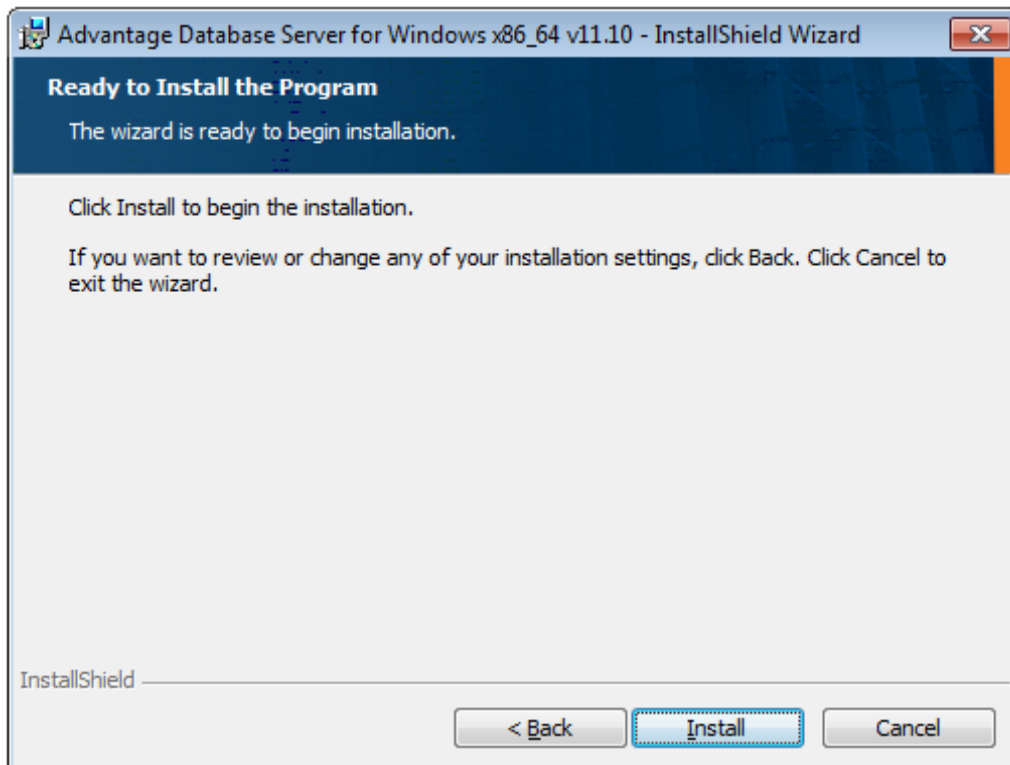 Advantage Database Server for Windows x86_64 v11.10 - InstallShield Wizard
Ready to Install the Program
The wizard is ready to begin installation.
Click Install to begin the installation.
If you want to review or change any of your installation settings, click Back. Click Cancel to
exit the wizard.
InstallShield
< Back
Install
Cancel